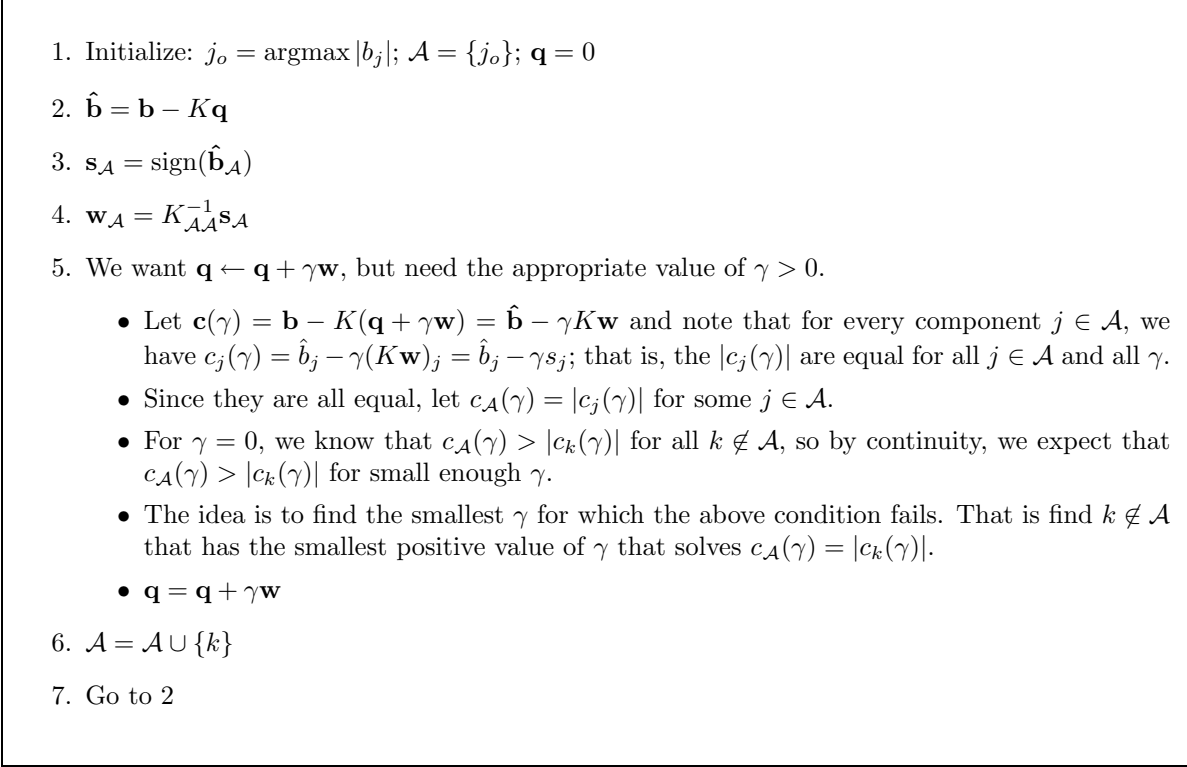 1. Initialize: j_o = argmax |b_j|; 𝒜 = {j_o}; 𝐪 = 0
2. 𝐛̂ = 𝐛 − K𝐪
3. 𝐬_𝒜 = sign(𝐛̂_𝒜)
4. 𝐰_𝒜 = K_{𝒜𝒜}^{−1} 𝐬_𝒜
5. We want 𝐪 ← 𝐪 + γ𝐰, but need the appropriate value of γ > 0.
• Let 𝐜(γ) = 𝐛 − K(𝐪 + γ𝐰) = 𝐛̂ − γK𝐰 and note that for every component j ∈ 𝒜, we
have c_j(γ) = b̂_j − γ(K𝐰)_j = b̂_j − γs_j; that is, the |c_j(γ)| are equal for all j ∈ 𝒜 and all γ.
• Since they are all equal, let c_𝒜(γ) = |c_j(γ)| for some j ∈ 𝒜.
• For γ = 0, we know that c_𝒜(γ) > |c_k(γ)| for all k ∉ 𝒜, so by continuity, we expect that
c_𝒜(γ) > |c_k(γ)| for small enough γ.
• The idea is to find the smallest γ for which the above condition fails. That is find k ∉ 𝒜
that has the smallest positive value of γ that solves c_𝒜(γ) = |c_k(γ)|.
• 𝐪 = 𝐪 + γ𝐰
6. 𝒜 = 𝒜 ∪ {k}
7. Go to 2